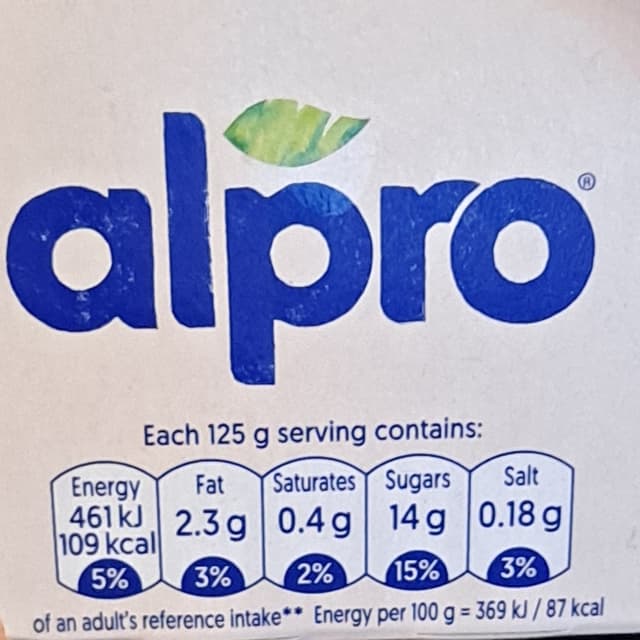 alpro®
Each 125 g serving contains:
Energy Fat Saturates Sugars Salt
461 kJ 2.3 g 0.4 g 14 g 0.18 g
109 kcal
5% 3% 2% 15% 3%
of an adult's reference intake** Energy per 100 g = 369 kJ / 87 kcal